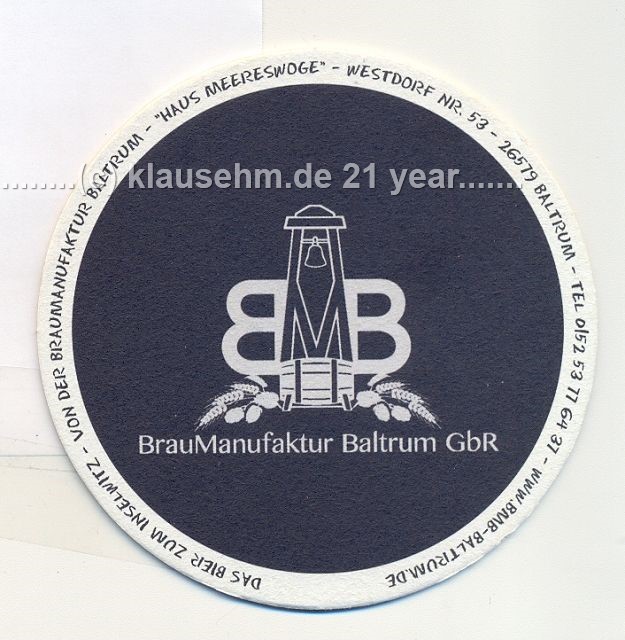 DAS BIER ZUM INSELWITZ - VON DER BRAUMANUFAKTUR BALTRUM - "HAUS MEERESWOGE" - WESTDORF NR. 53 - 26579 BALTRUM - TEL 0152 53 77 64 37 - WWW.BMB-BALTRUM.DE
.........(c) klausehm.de 21 year.......
BMB
BrauManufaktur Baltrum GbR